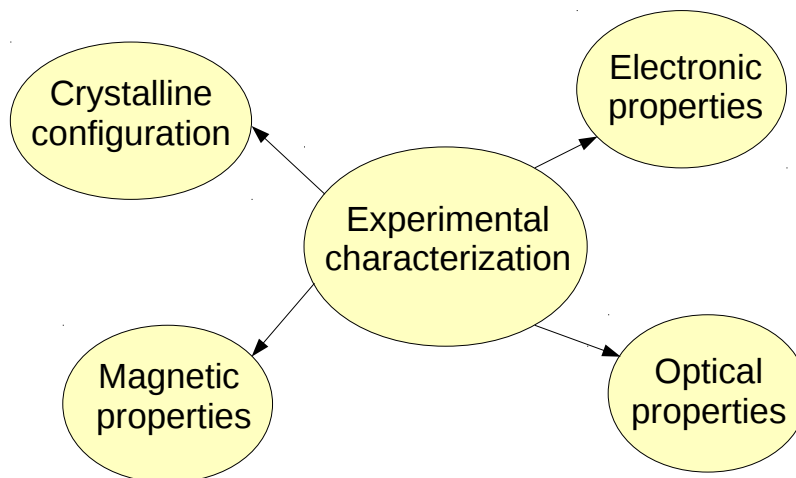 Crystalline
configuration
Electronic
properties
Experimental
characterization
Magnetic
properties
Optical
properties